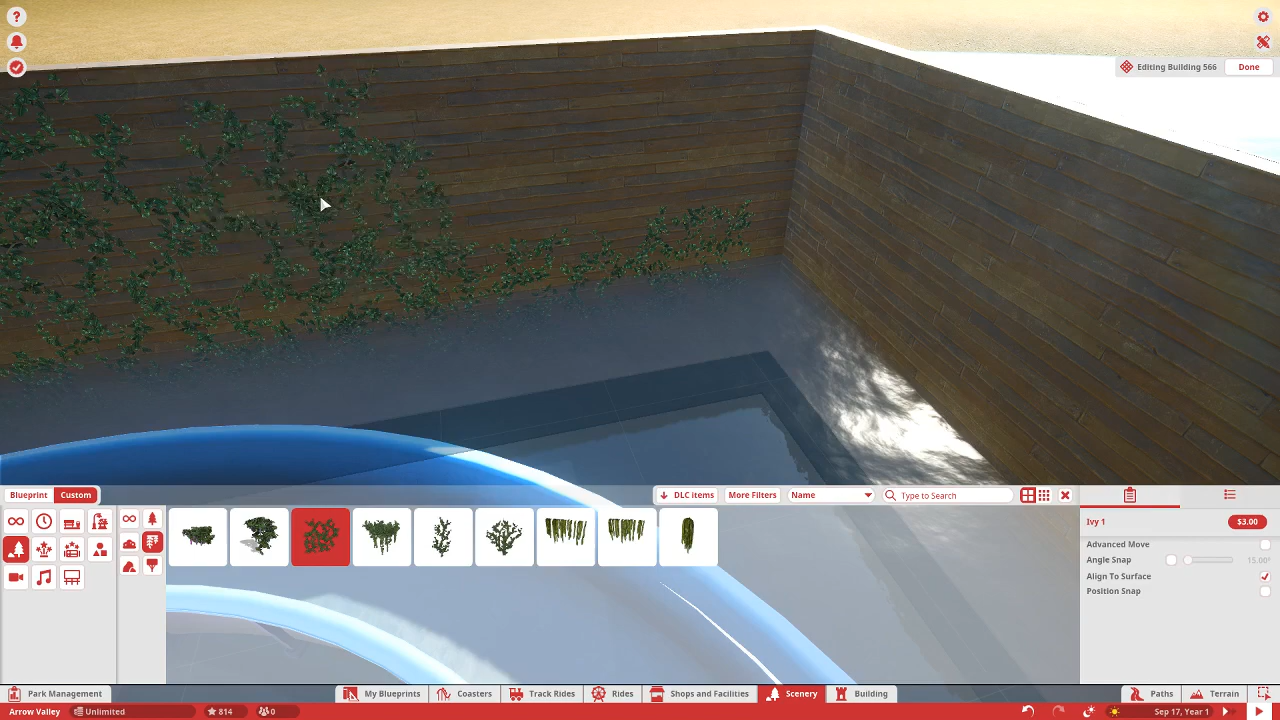 ?
Editing Building 566 Done
Blueprint Custom DLC items More Filters Name Type to Search
Ivy 1 $3.00
Advanced Move
Angle Snap 15.00°
Align To Surface
Position Snap
Park Management My Blueprints Coasters Track Rides Rides Shops and Facilities Scenery Building Paths Terrain
Arrow Valley Unlimited 814 0 Sep 17, Year 1